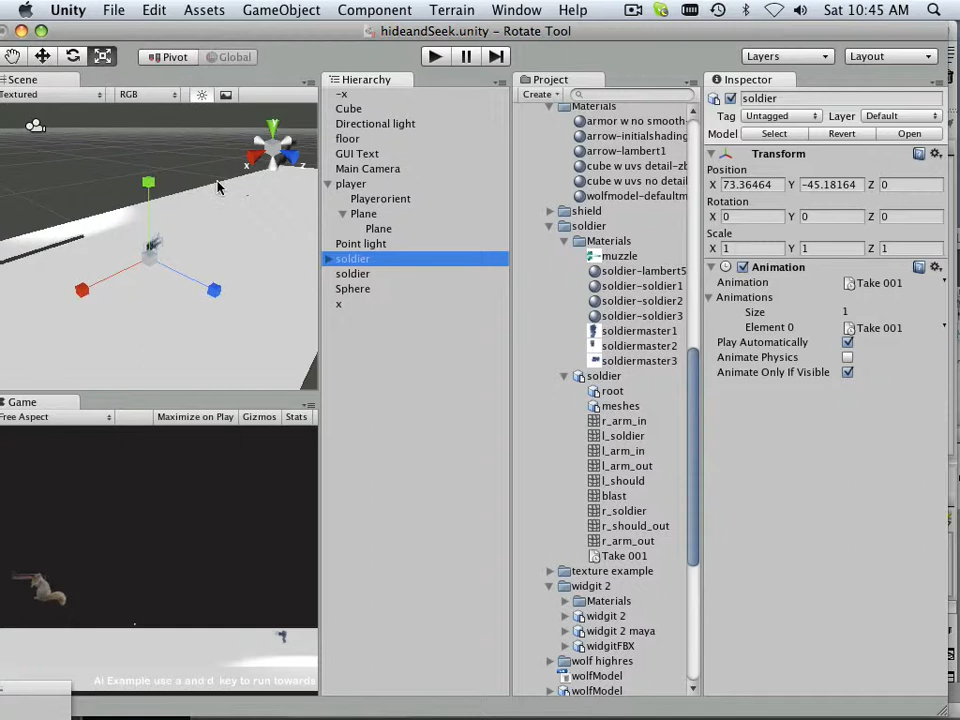 Unity File Edit Assets GameObject Component Terrain Window Help Sat 10:45 AM
hideandSeek.unity - Rotate Tool
Pivot Global Layers Layout
Scene Hierarchy Project Inspector
Textured RGB
Create
-x
Cube
Directional light
floor
GUI Text
Main Camera
player
Playerorient
Plane
Plane
Point light
soldier
soldier
Sphere
x
Materials
armor w no smooth
arrow-initialshading
arrow-lambert1
cube w uvs detail-zb
cube w uvs no detail
wolfmodel-defaultm
shield
soldier
Materials
muzzle
soldier-lambert5
soldier-soldier1
soldier-soldier2
soldier-soldier3
soldiermaster1
soldiermaster2
soldiermaster3
soldier
root
meshes
r_arm_in
l_soldier
l_arm_in
l_arm_out
l_should
blast
r_soldier
r_should_out
r_arm_out
Take 001
texture example
widgit 2
Materials
widgit 2
widgit 2 maya
widgitFBX
wolf highres
wolfModel
wolfModel
soldier
Tag Untagged Layer Default
Model Select Revert Open
Transform
Position
X 73.36464 Y -45.18164 Z 0
Rotation
X 0 Y 0 Z 0
Scale
X 1 Y 1 Z 1
Animation
Animation Take 001
Animations
Size 1
Element 0 Take 001
Play Automatically
Animate Physics
Animate Only If Visible
Y
x z
Game
Free Aspect Maximize on Play Gizmos Stats
Ai Example use a and d key to run towards